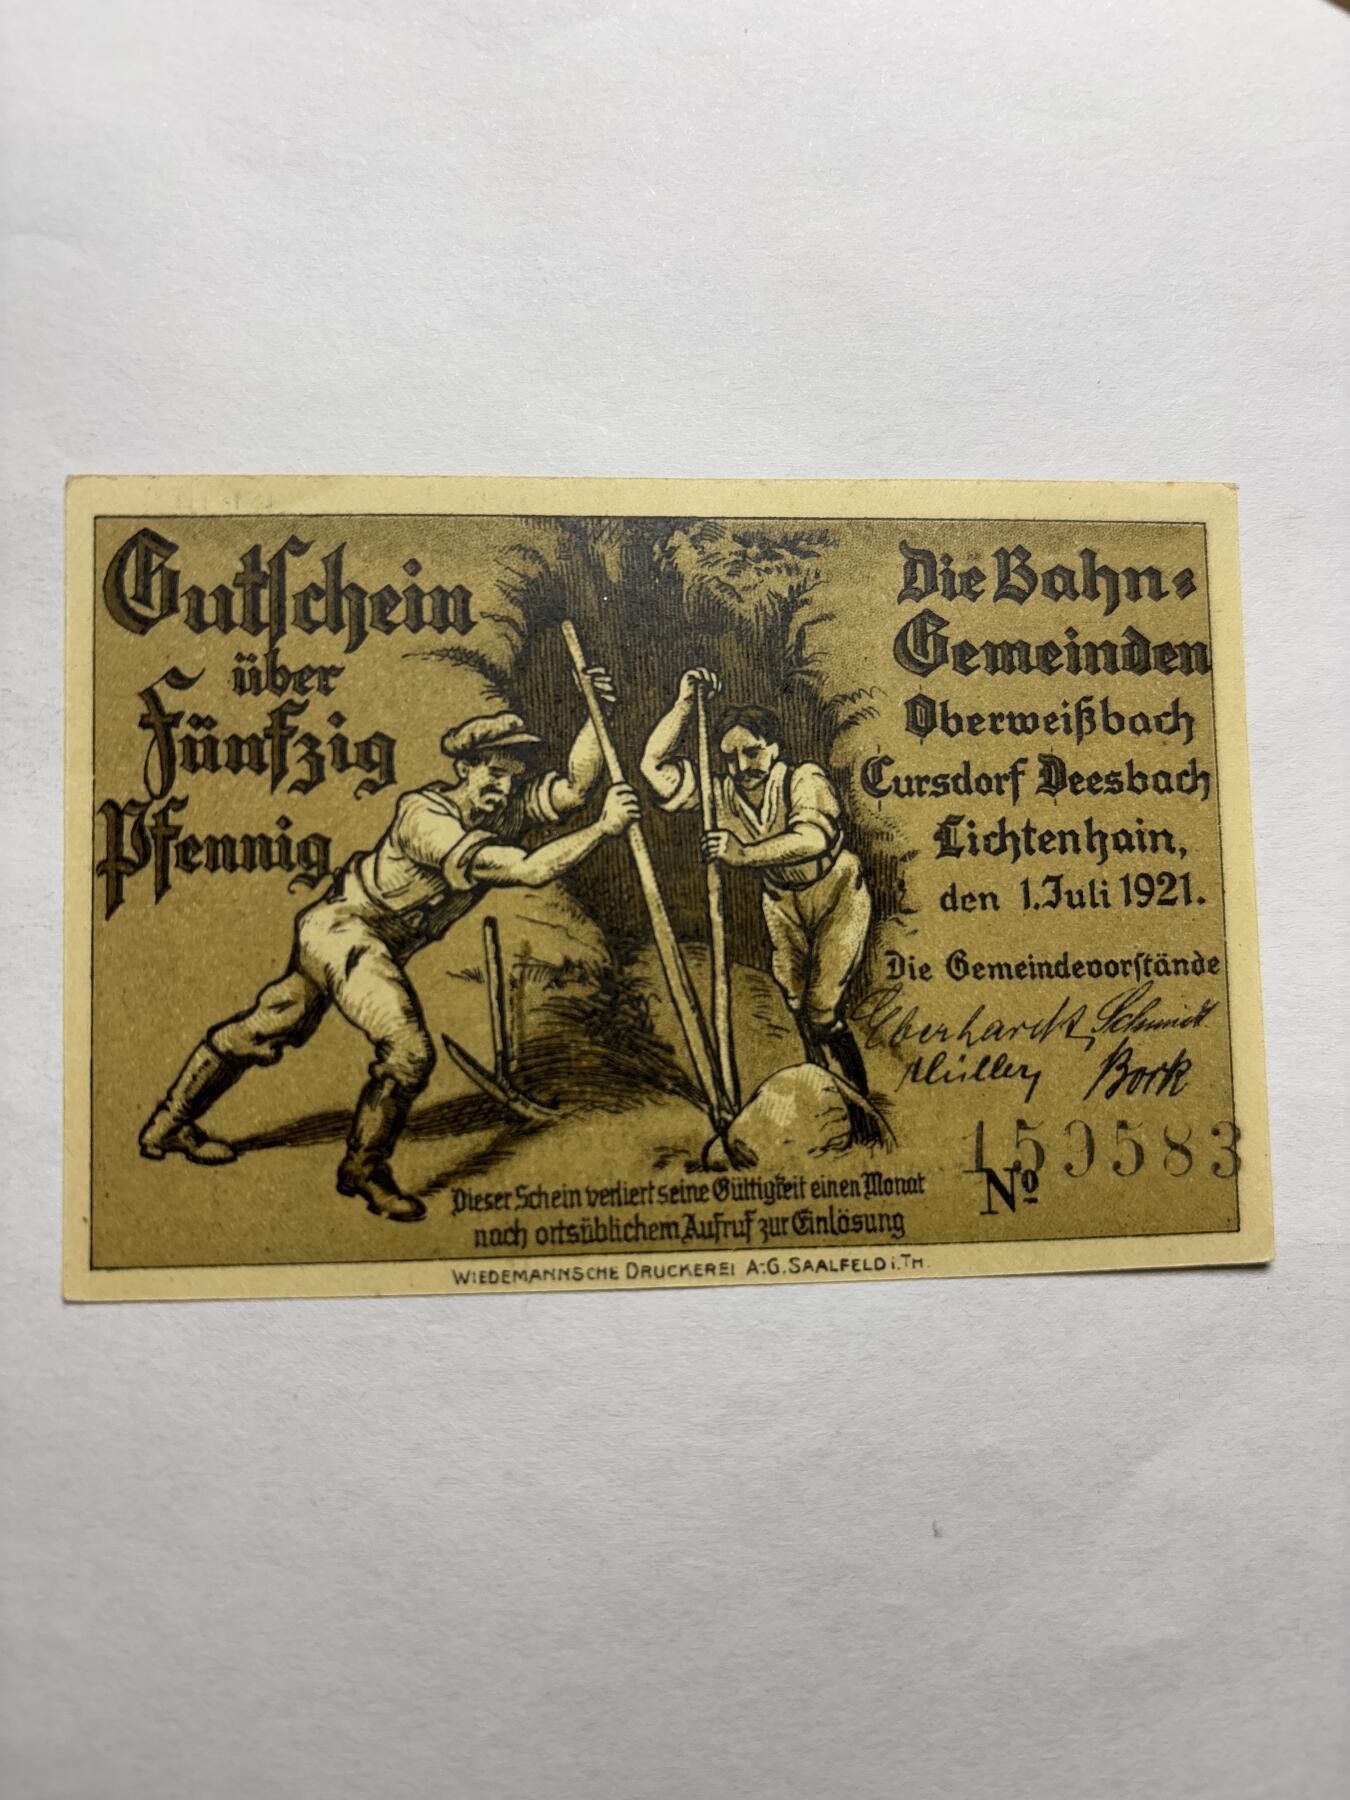 Gutschein
über
Fünfzig
Pfennig
Die Bahn=
Gemeinden
Oberweißbach
Cursdorf Deesbach
Lichtenhain,
den 1. Juli 1921.
Die Gemeindevorstände
Eberhardt, Schmidt
Müller, Bork
159583
No
Dieser Schein verliert seine Gültigkeit einen Monat
nach ortsüblichem Aufruf zur Einlösung
WIEDEMANNSCHE DRUCKEREI A.-G. SAALFELD i. TH.